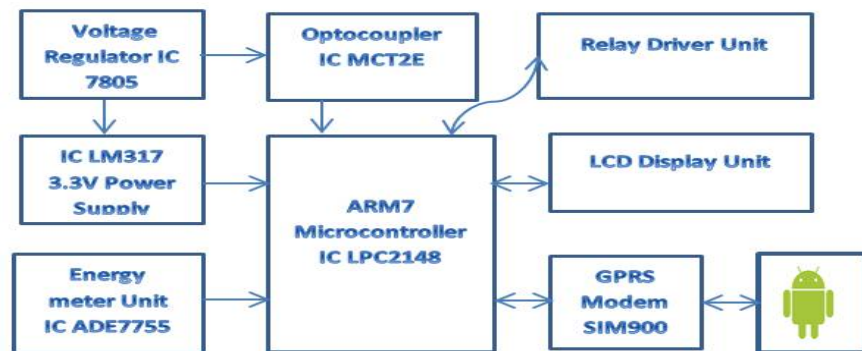 Voltage
Regulator IC
7805
Optocoupler
IC MCT2E
Relay Driver Unit
IC LM317
3.3V Power
Supply
ARM7
Microcontroller
IC LPC2148
LCD Display Unit
Energy
meter Unit
IC ADE7755
GPRS
Modem
SIM900